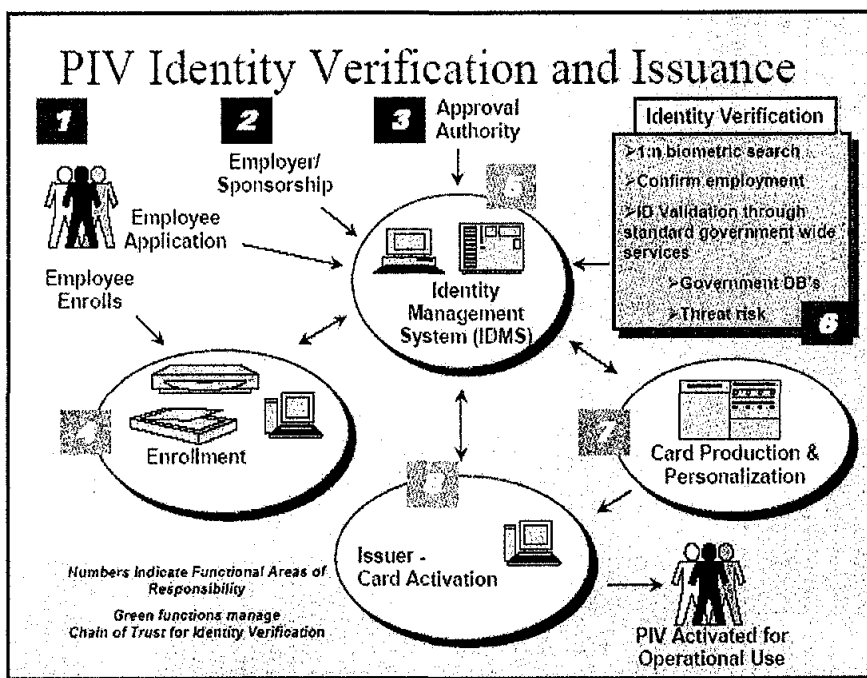 PIV Identity Verification and Issuance
1
2
3
Approval
Authority
Employer/
Sponsorship
Employee
Application
Employee
Enrolls
Identity Verification
➢1:n biometric search
➢Confirm employment
➢ID Validation through
standard government wide
services
➢Government DB's
➢Threat risk
6
5
Identity
Management
System (IDMS)
4
Enrollment
7
Card Production &
Personalization
Issuer -
Card Activation
Numbers Indicate Functional Areas of
Responsibility
Green functions manage
Chain of Trust for Identity Verification
PIV Activated for
Operational Use